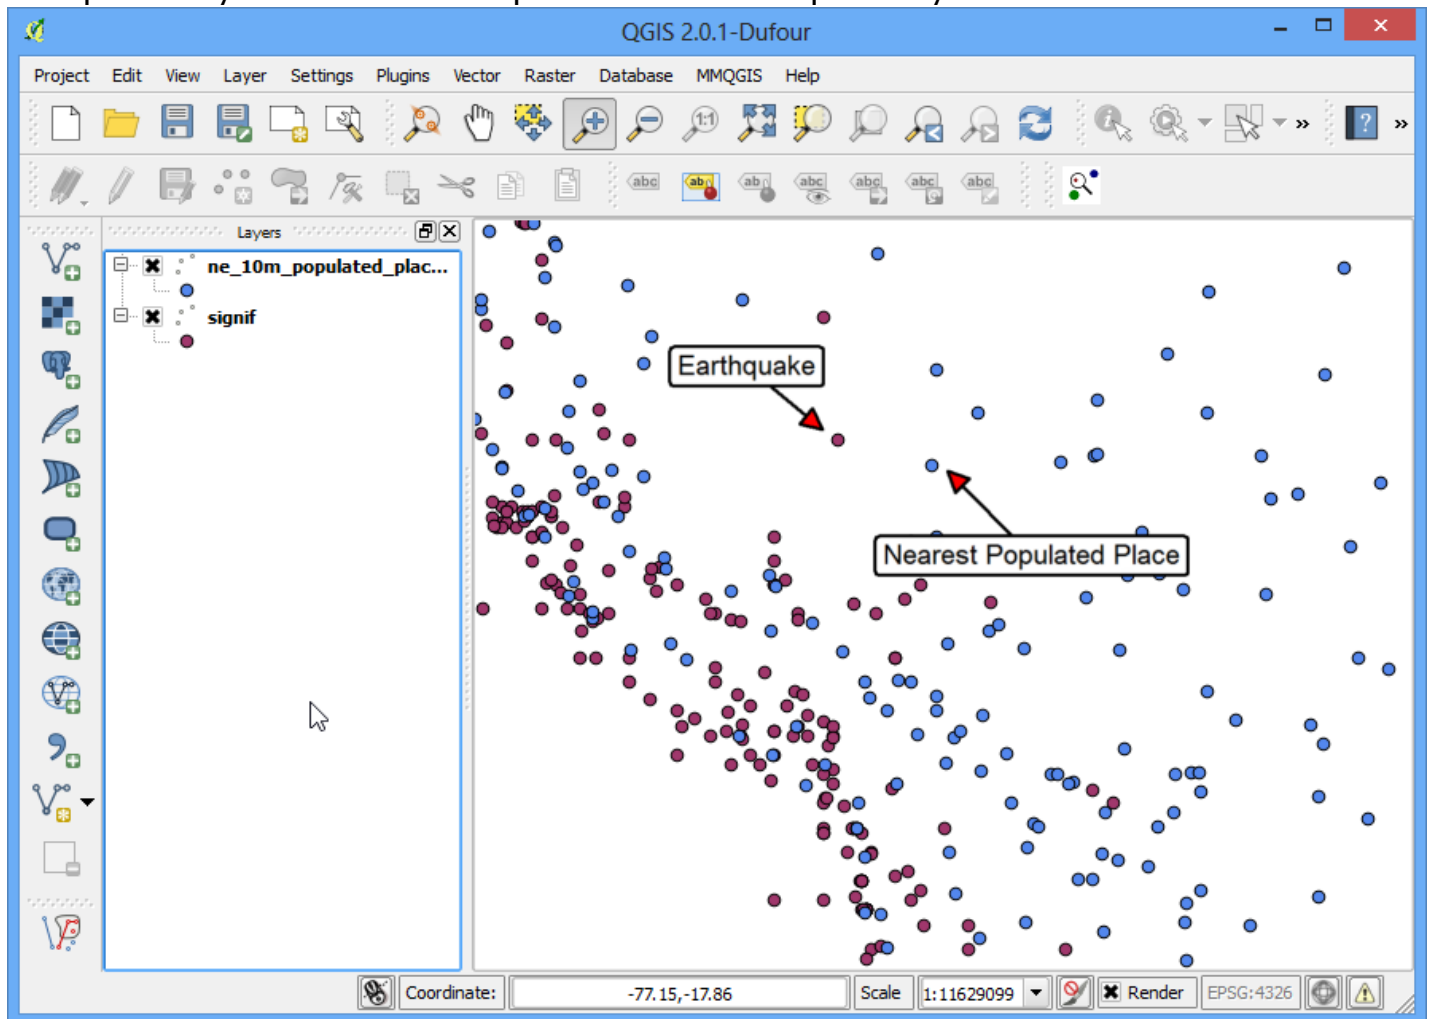 QGIS 2.0.1-Dufour
Project Edit View Layer Settings Plugins Vector Raster Database MMQGIS Help
Layers
ne_10m_populated_plac...
signif
Earthquake
Nearest Populated Place
Coordinate: -77.15,-17.86 Scale 1:11629099 Render EPSG:4326